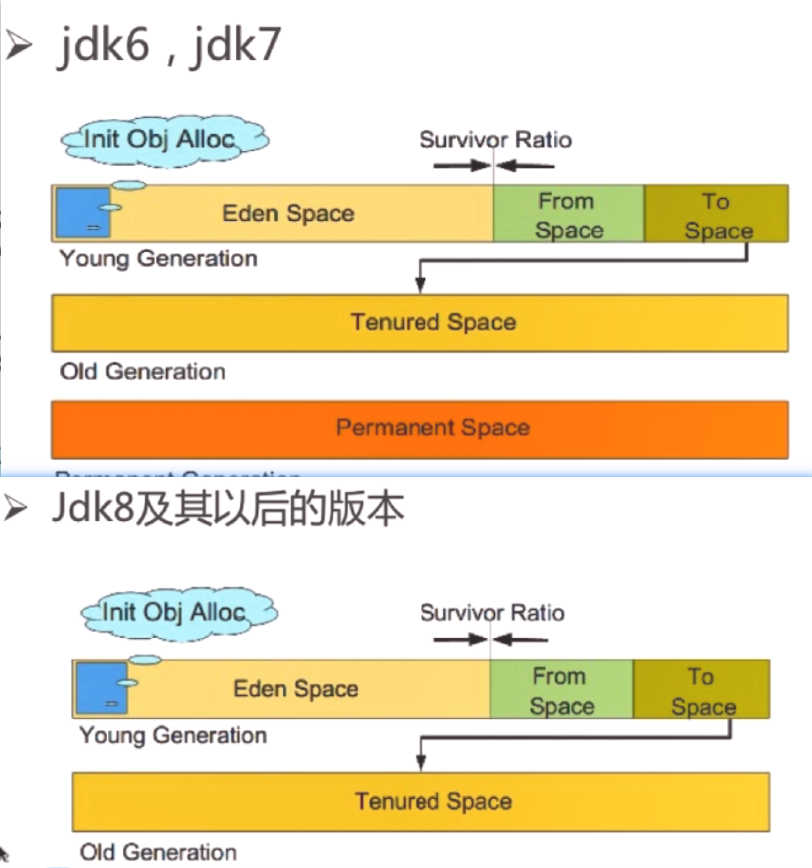 jdk6，jdk7
Init Obj Alloc
Survivor Ratio
Eden Space
From
Space
To
Space
Young Generation
Tenured Space
Old Generation
Permanent Space
Permanent Generation
Jdk8及其以后的版本
Init Obj Alloc
Survivor Ratio
Eden Space
From
Space
To
Space
Young Generation
Tenured Space
Old Generation